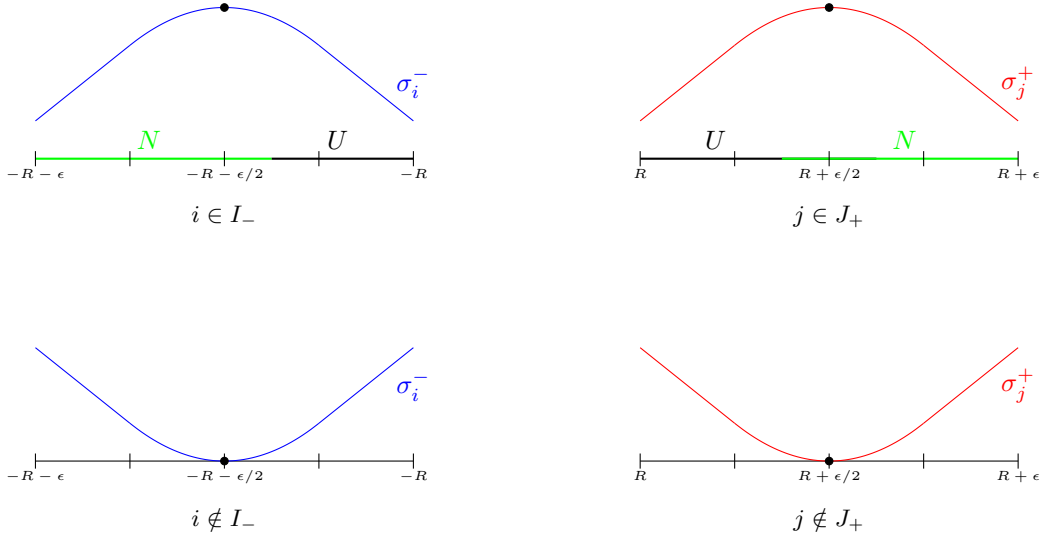 σ_i^- σ_j^+
N U U N
−R − ϵ −R − ϵ/2 −R R R + ϵ/2 R + ϵ
i ∈ I_− j ∈ J_+
σ_i^- σ_j^+
−R − ϵ −R − ϵ/2 −R R R + ϵ/2 R + ϵ
i ∉ I_− j ∉ J_+